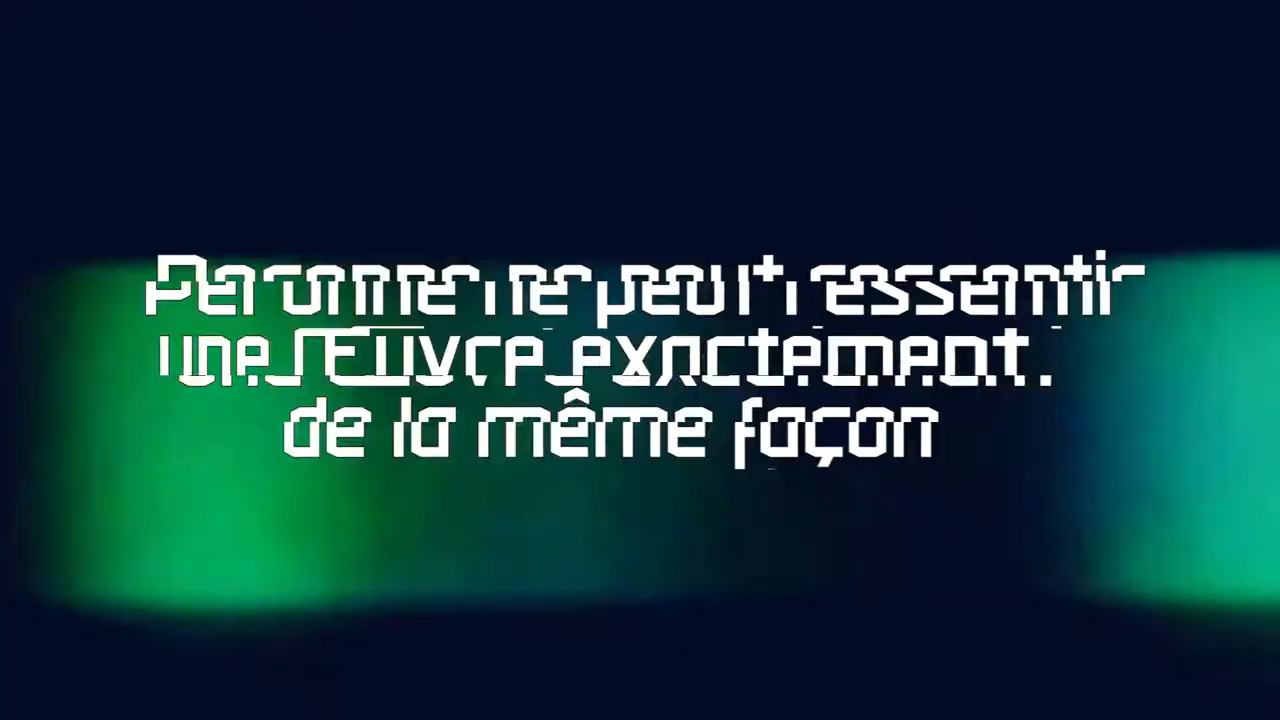 Personne ne peut ressentir
une Œuvre exactement
de la même façon